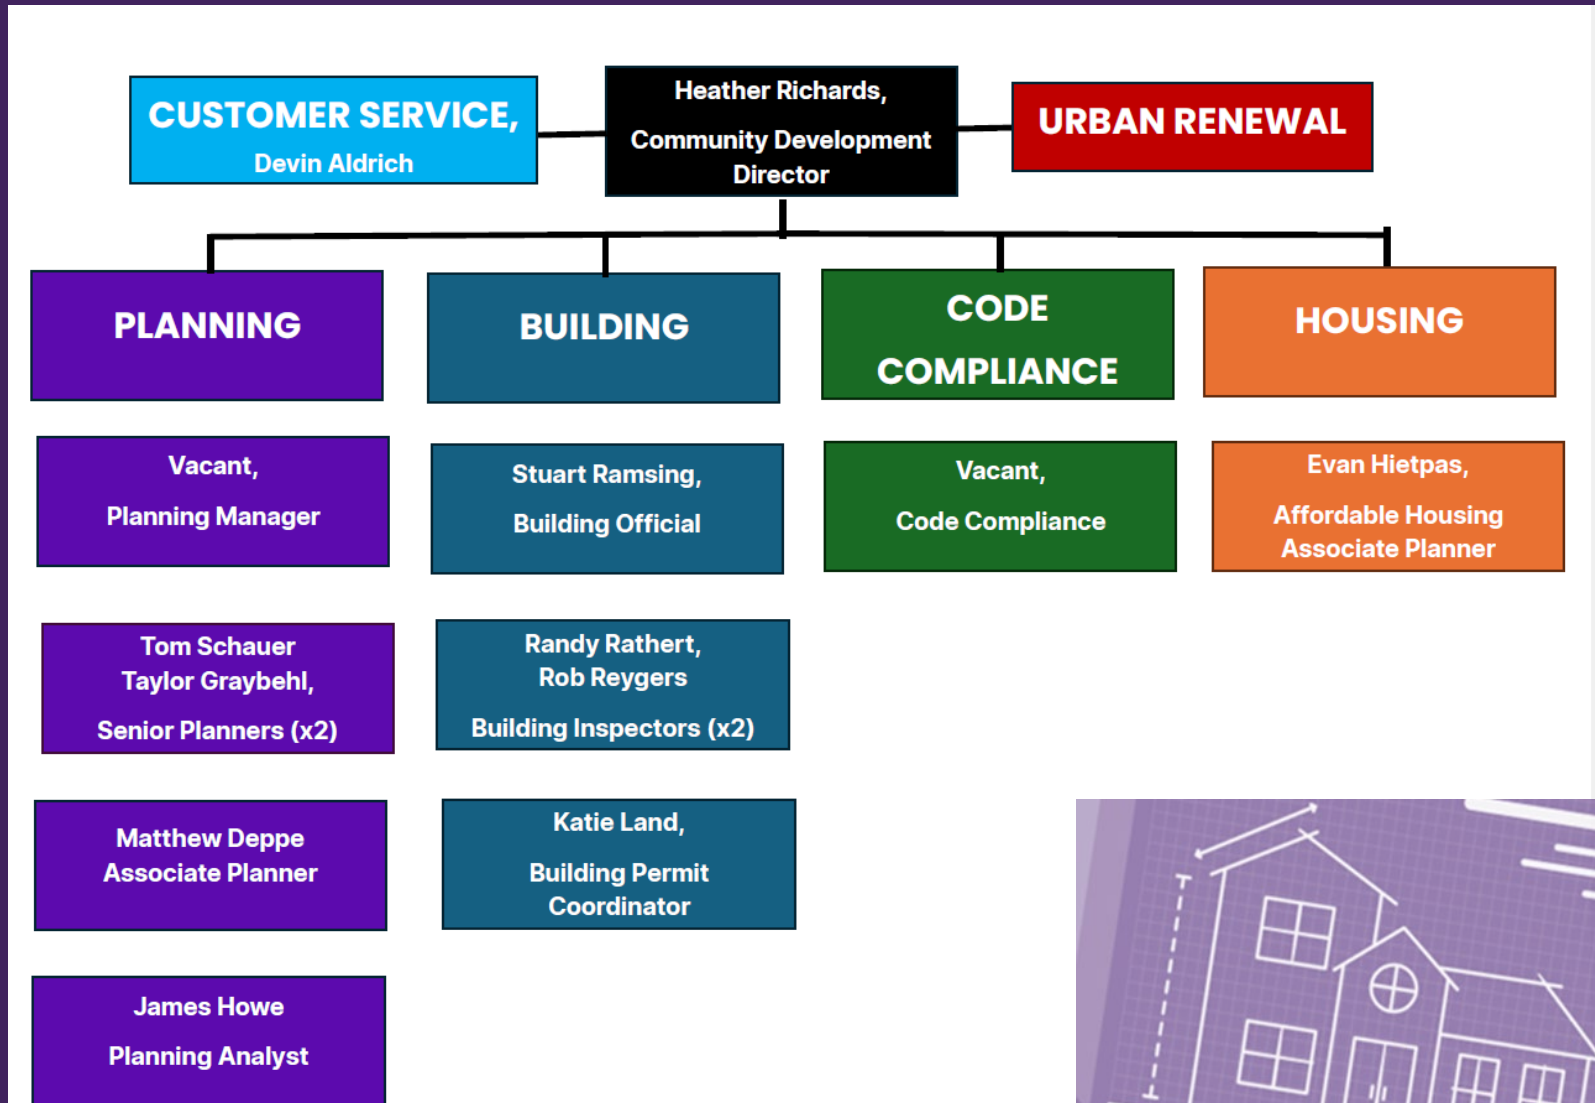 CUSTOMER SERVICE,
Devin Aldrich
Heather Richards,
Community Development
Director
URBAN RENEWAL
PLANNING
Vacant,
Planning Manager
Tom Schauer
Taylor Graybehl,
Senior Planners (x2)
Matthew Deppe
Associate Planner
James Howe
Planning Analyst
BUILDING
Stuart Ramsing,
Building Official
Randy Rathert,
Rob Reygers
Building Inspectors (x2)
Katie Land,
Building Permit
Coordinator
CODE
COMPLIANCE
Vacant,
Code Compliance
HOUSING
Evan Hietpas,
Affordable Housing
Associate Planner